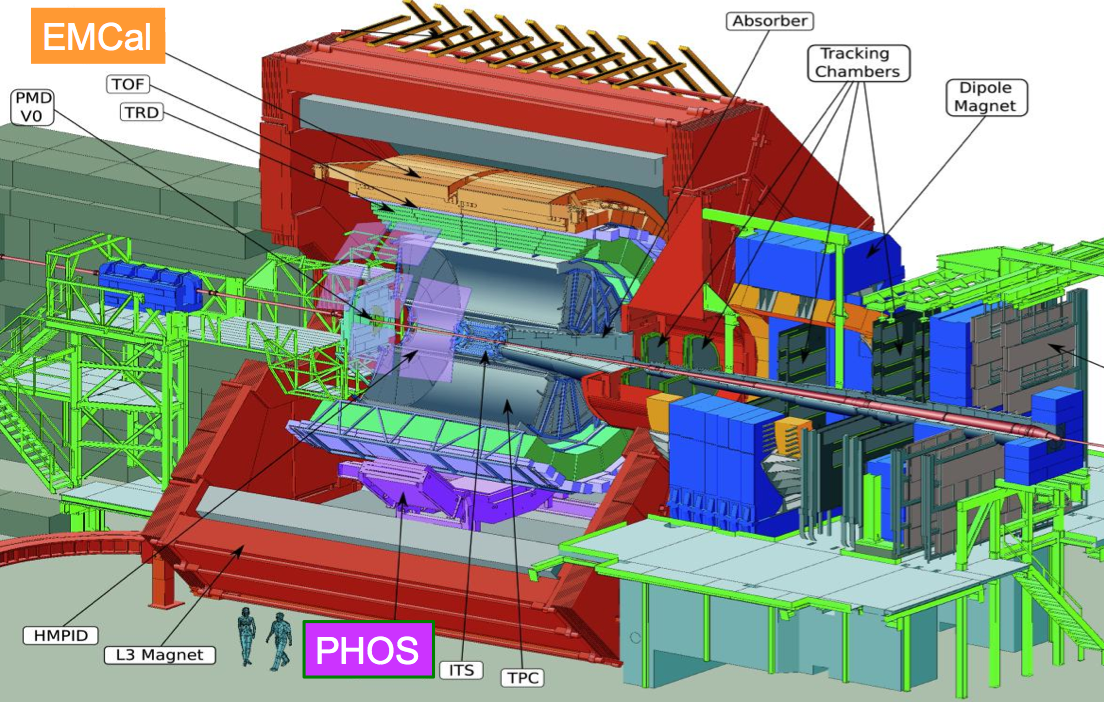 EMCal
TOF
TRD
PMD
V0
Absorber
Tracking
Chambers
Dipole
Magnet
HMPID
L3 Magnet
PHOS
ITS
TPC